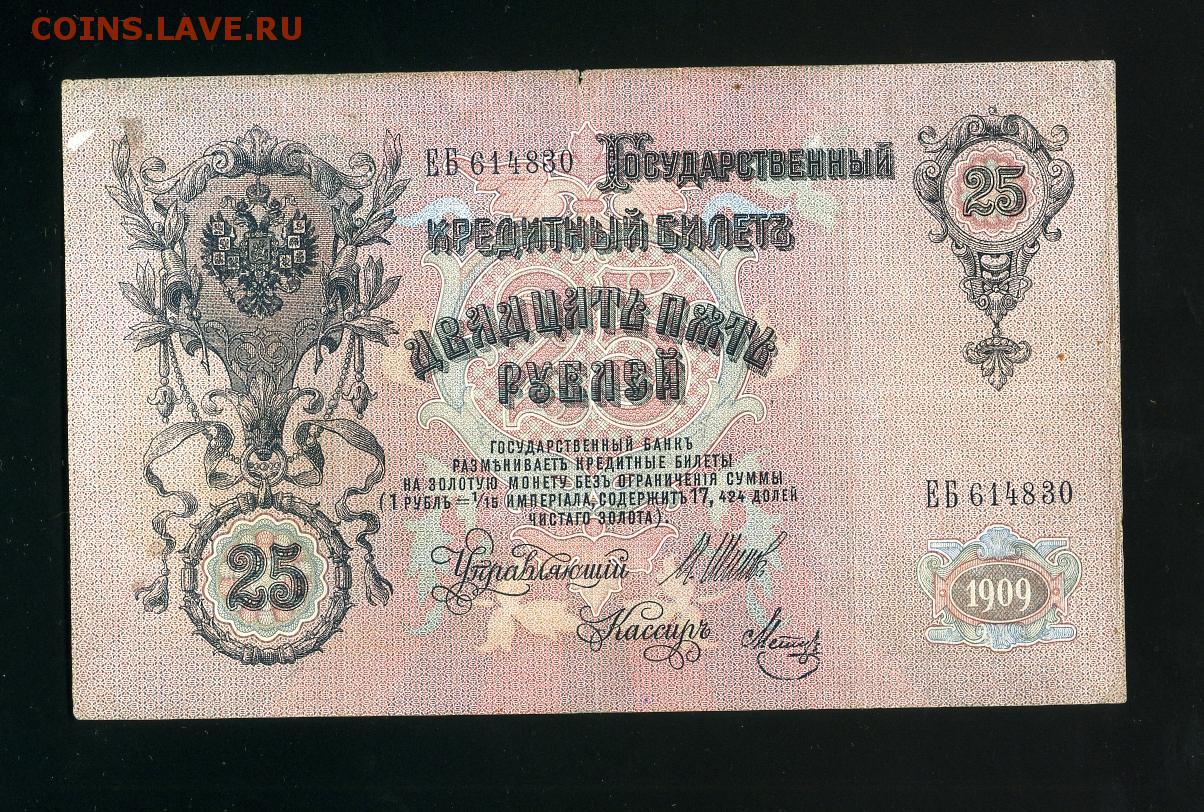 COINS.LAVE.RU
ЕБ 614830 ГОСУДАРСТВЕННЫЙ
25
КРЕДИТНЫЙ БИЛЕТЪ
25
ДВАДЦАТЬ ПЯТЬ
РУБЛЕЙ
ГОСУДАРСТВЕННЫЙ БАНКЪ
РАЗМѢНИВАЕТЪ КРЕДИТНЫЕ БИЛЕТЫ
НА ЗОЛОТУЮ МОНЕТУ БЕЗЪ ОГРАНИЧЕНІЯ СУММЫ
(1 РУБЛЬ = 1/15 ИМПЕРІАЛА, СОДЕРЖИТЪ 17, 424 ДОЛЕЙ
ЧИСТАГО ЗОЛОТА).
ЕБ 614830
25
Управляющій
1909
Кассиръ